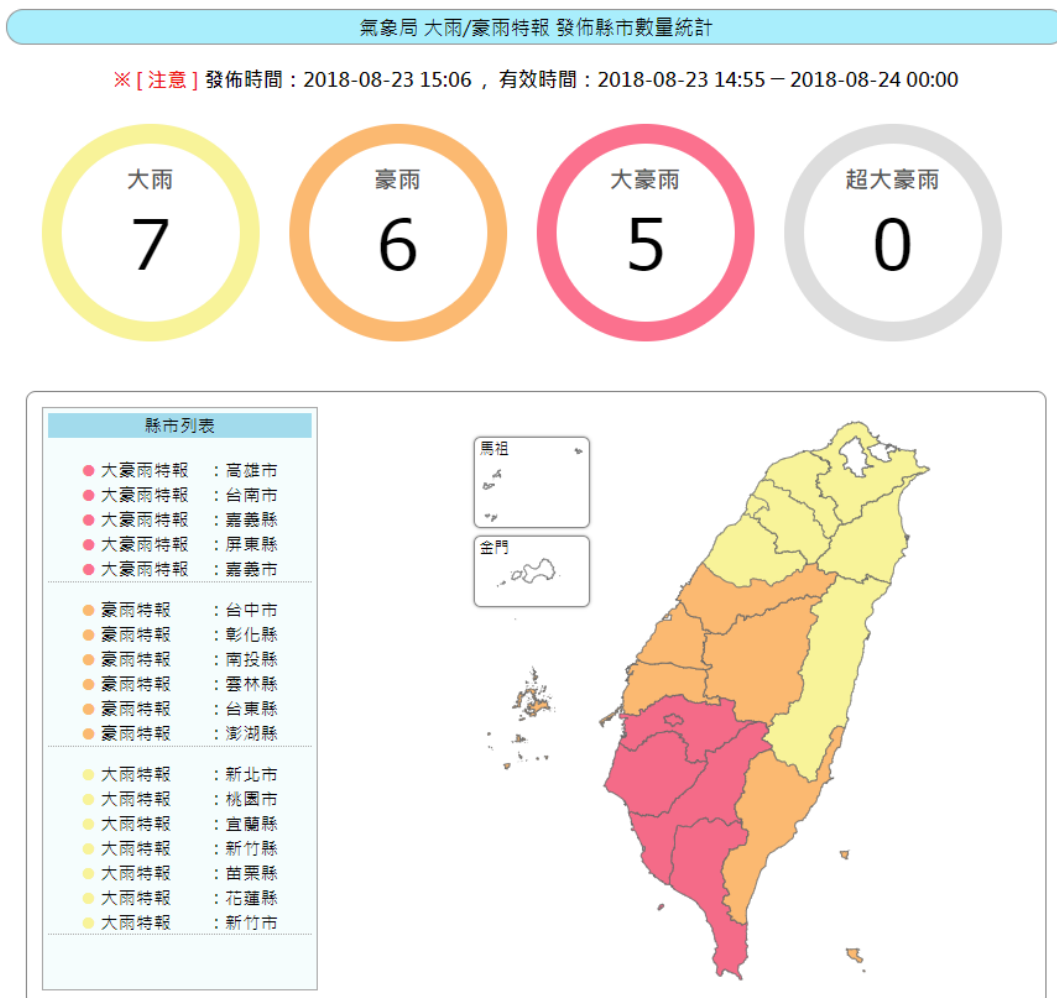 氣象局 大雨/豪雨特報 發佈縣市數量統計
※ [ 注意 ] 發佈時間：2018-08-23 15:06 , 有效時間：2018-08-23 14:55 － 2018-08-24 00:00
大雨
7
豪雨
6
大豪雨
5
超大豪雨
0
縣市列表
大豪雨特報 ：高雄市
大豪雨特報 ：台南市
大豪雨特報 ：嘉義縣
大豪雨特報 ：屏東縣
大豪雨特報 ：嘉義市
豪雨特報 ：台中市
豪雨特報 ：彰化縣
豪雨特報 ：南投縣
豪雨特報 ：雲林縣
豪雨特報 ：台東縣
豪雨特報 ：澎湖縣
大雨特報 ：新北市
大雨特報 ：桃園市
大雨特報 ：宜蘭縣
大雨特報 ：新竹縣
大雨特報 ：苗栗縣
大雨特報 ：花蓮縣
大雨特報 ：新竹市
馬祖
金門